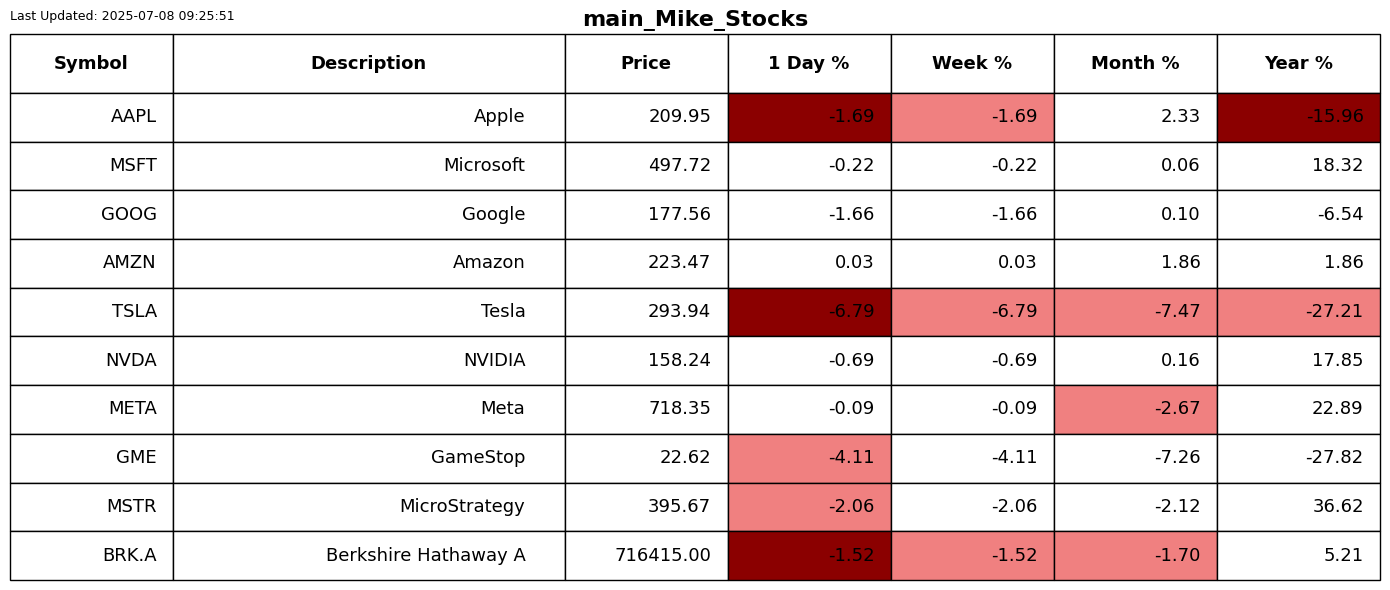 Last Updated: 2025-07-08 09:25:51
main_Mike_Stocks
Symbol Description Price 1 Day % Week % Month % Year %
AAPL Apple 209.95 -1.69 -1.69 2.33 -15.96
MSFT Microsoft 497.72 -0.22 -0.22 0.06 18.32
GOOG Google 177.56 -1.66 -1.66 0.10 -6.54
AMZN Amazon 223.47 0.03 0.03 1.86 1.86
TSLA Tesla 293.94 -6.79 -6.79 -7.47 -27.21
NVDA NVIDIA 158.24 -0.69 -0.69 0.16 17.85
META Meta 718.35 -0.09 -0.09 -2.67 22.89
GME GameStop 22.62 -4.11 -4.11 -7.26 -27.82
MSTR MicroStrategy 395.67 -2.06 -2.06 -2.12 36.62
BRK.A Berkshire Hathaway A 716415.00 -1.52 -1.52 -1.70 5.21